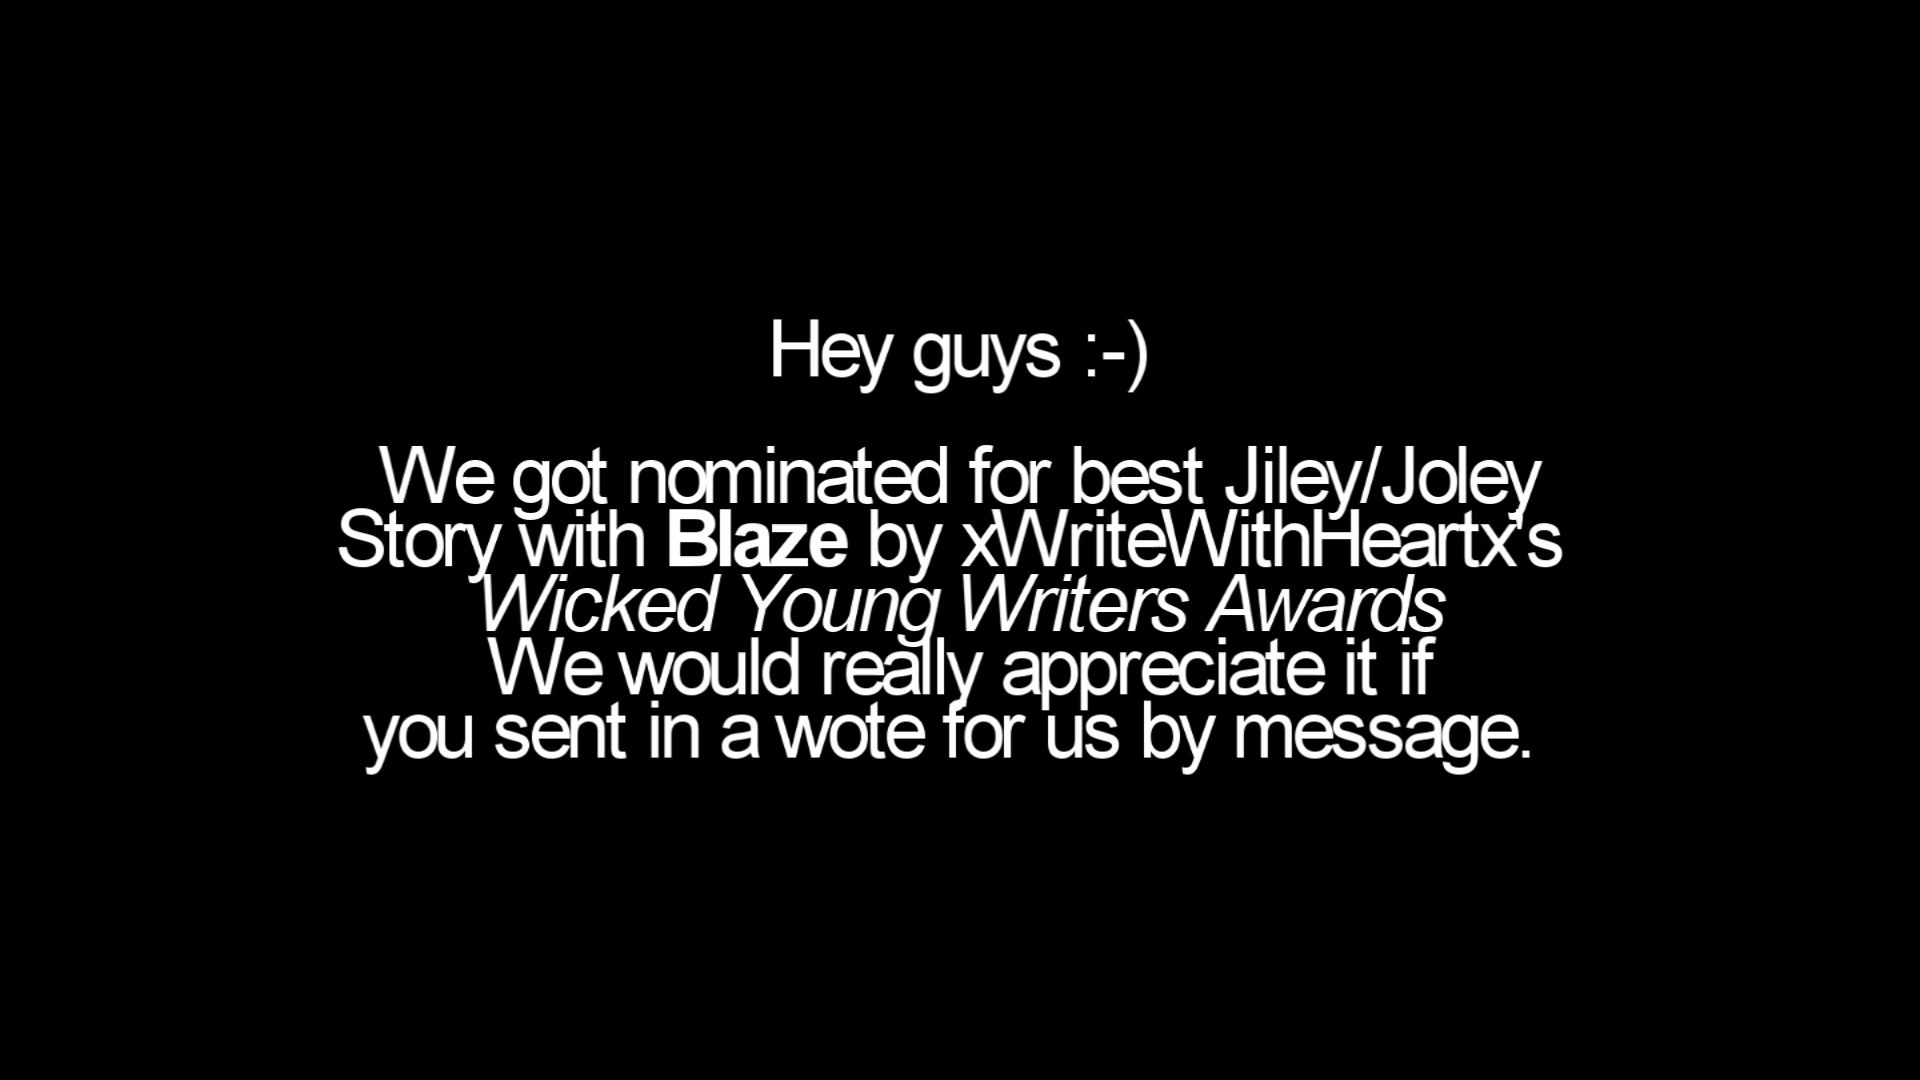 Hey guys :-)
We got nominated for best Jiley/Joley
Story with Blaze by xWriteWithHeartx's
Wicked Young Writers Awards
We would really appreciate it if
you sent in a wote for us by message.